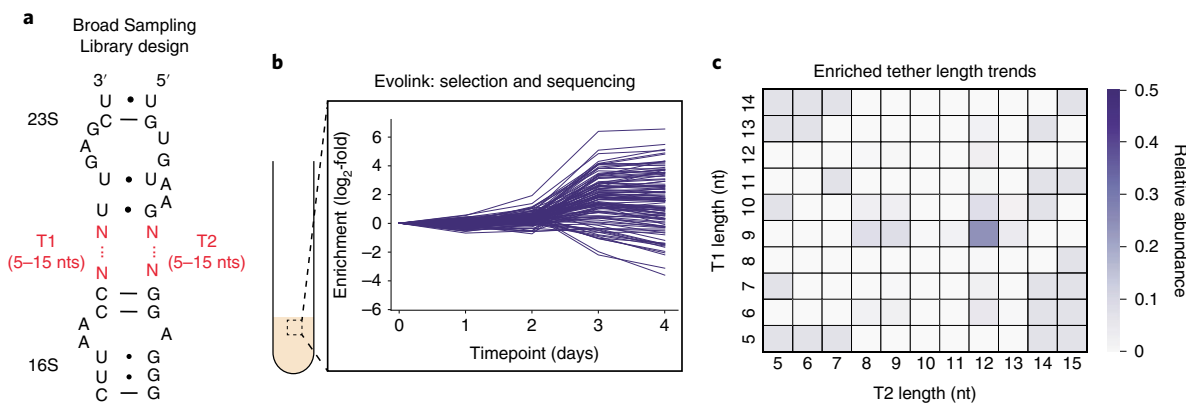 a
Broad Sampling
Library design
3′ 5′
U • U
23S
C — G
G U
A G
G A
U • U A
U • G A
N N
T1
(5–15 nts)
T2
(5–15 nts)
N N
C — G
C — G
A A
A
U • G
16S
U • G
C — G
b
Evolink: selection and sequencing
Enrichment (log2-fold)
6
4
2
0
−2
−4
−6
0 1 2 3 4
Timepoint (days)
c
Enriched tether length trends
T1 length (nt)
14
13
12
11
10
9
8
7
6
5
5 6 7 8 9 10 11 12 13 14 15
T2 length (nt)
0.5
0.4
0.3
0.2
0.1
0
Relative abundance